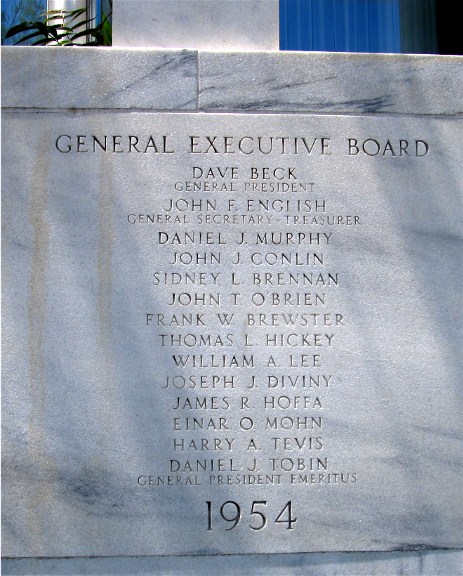 GENERAL EXECUTIVE BOARD
DAVE BECK
GENERAL PRESIDENT
JOHN F. ENGLISH
GENERAL SECRETARY-TREASURER
DANIEL J. MURPHY
JOHN J. CONLIN
SIDNEY L. BRENNAN
JOHN T. O'BRIEN
FRANK W. BREWSTER
THOMAS L. HICKEY
WILLIAM A. LEE
JOSEPH J. DIVINY
JAMES R. HOFFA
EINAR O. MOHN
HARRY A. TEVIS
DANIEL J. TOBIN
GENERAL PRESIDENT EMERITUS
1954